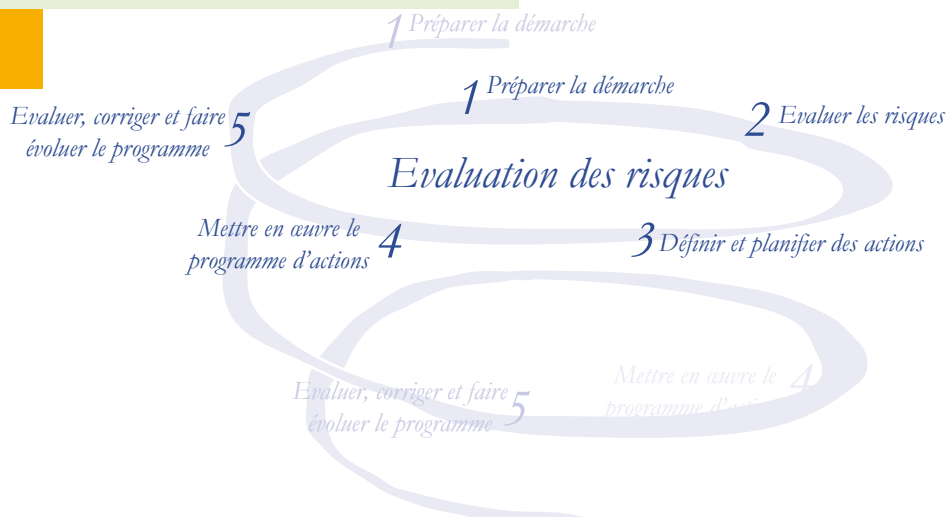 1 Préparer la démarche
1 Préparer la démarche
2 Evaluer les risques
Evaluer, corriger et faire 5
évoluer le programme
Evaluation des risques
Mettre en œuvre le 4
programme d'actions
3 Définir et planifier des actions
Mettre en œuvre le 4
programme
Evaluer, corriger et faire 5
évoluer le programme